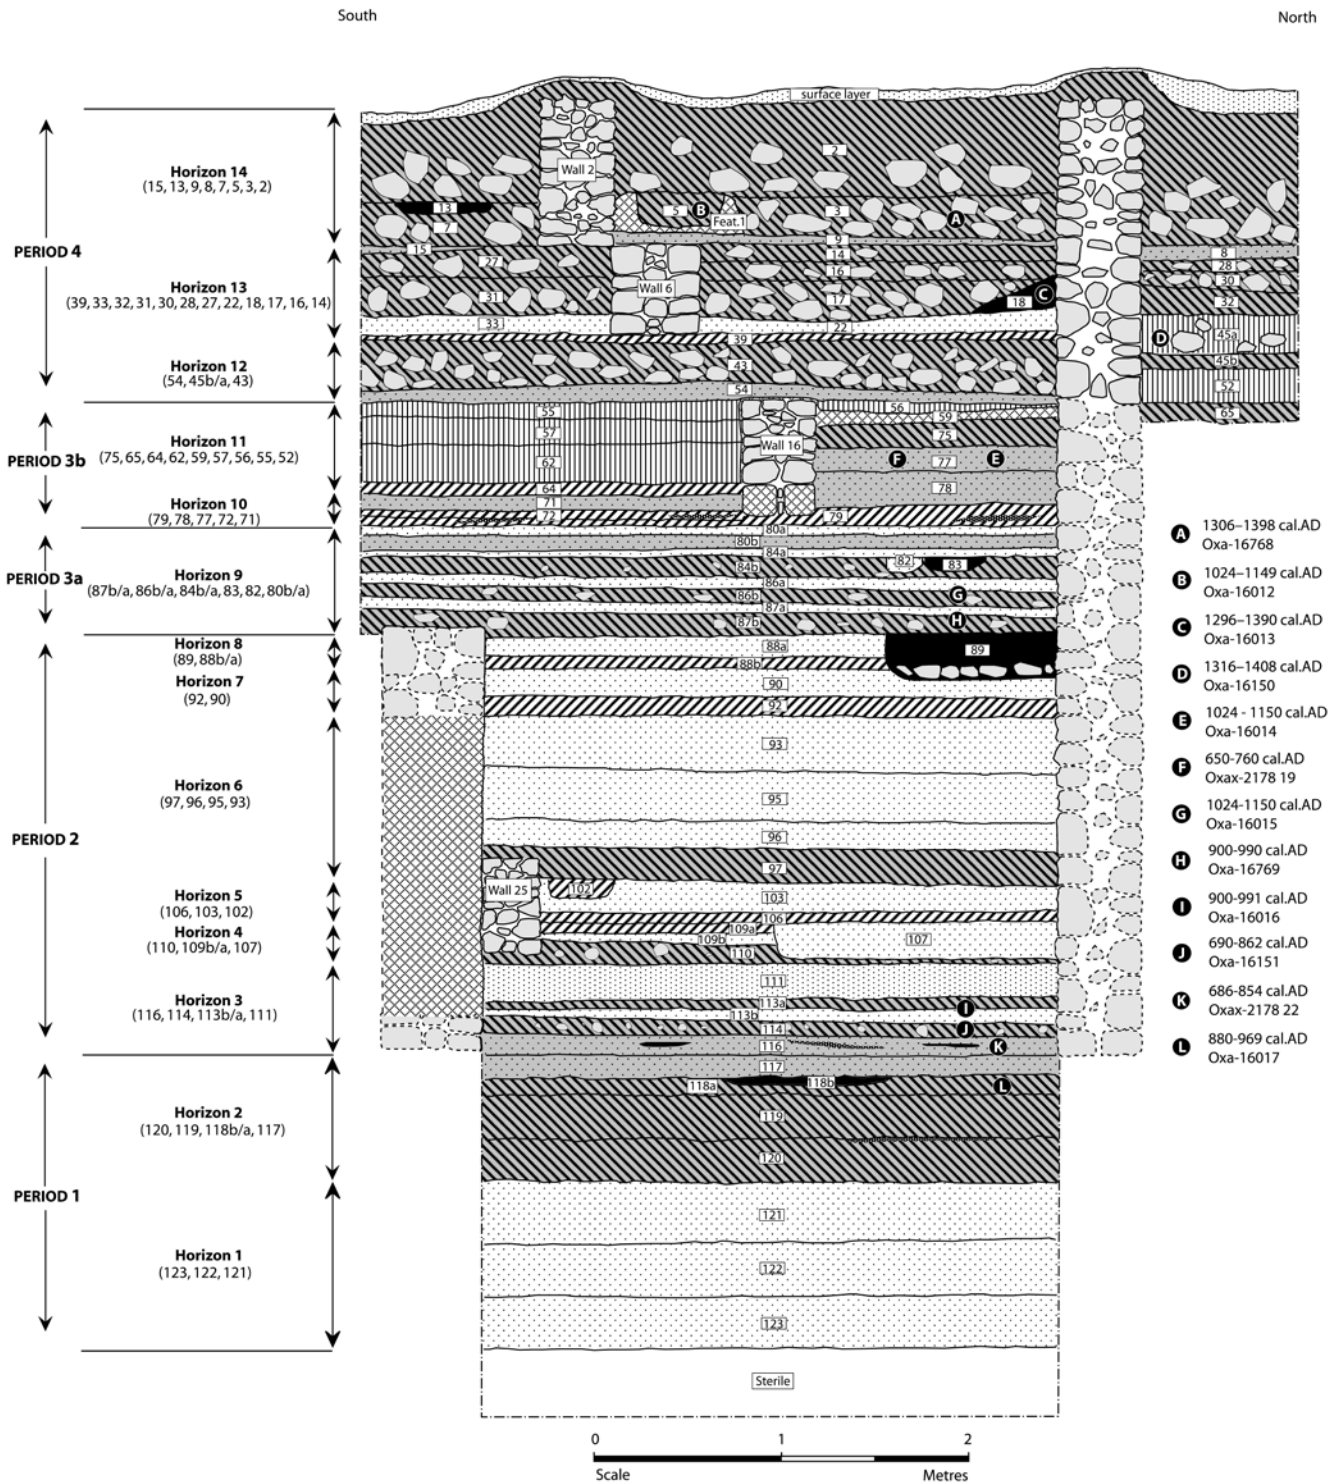 South
North
surface layer
2
Wall 2
Horizon 14
(15, 13, 9, 8, 7, 5, 3, 2)
13
5
B
3
A
Feat.1
7
9
15
14
8
PERIOD 4
27
16
28
30
Horizon 13
(39, 33, 32, 31, 30, 28, 27, 22, 18, 17, 16, 14)
Wall 6
31
17
18
C
32
33
22
39
D
45a
Horizon 12
(54, 45b/a, 43)
43
45b
54
52
55
56
65
59
57
Wall 16
75
PERIOD 3b
Horizon 11
(75, 65, 64, 62, 59, 57, 56, 55, 52)
62
F
77
E
64
78
Horizon 10
(79, 78, 77, 72, 71)
71
72
79
80a
80b
84a
PERIOD 3a
Horizon 9
(87b/a, 86b/a, 84b/a, 83, 82, 80b/a)
84b
82
83
86a
86b
G
87a
87b
H
Horizon 8
(89, 88b/a)
88a
89
88b
Horizon 7
(92, 90)
90
92
93
Horizon 6
(97, 96, 95, 93)
95
PERIOD 2
96
97
Wall 25
102
Horizon 5
(106, 103, 102)
103
106
Horizon 4
(110, 109b/a, 107)
109a
109b
107
110
111
Horizon 3
(116, 114, 113b/a, 111)
113a
I
113b
114
J
116
K
117
118a
118b
L
Horizon 2
(120, 119, 118b/a, 117)
119
120
PERIOD 1
121
Horizon 1
(123, 122, 121)
122
123
Sterile
A 1306–1398 cal.AD
Oxa-16768
B 1024–1149 cal.AD
Oxa-16012
C 1296–1390 cal.AD
Oxa-16013
D 1316–1408 cal.AD
Oxa-16150
E 1024 - 1150 cal.AD
Oxa-16014
F 650-760 cal.AD
Oxax-2178 19
G 1024-1150 cal.AD
Oxa-16015
H 900-990 cal.AD
Oxa-16769
I 900-991 cal.AD
Oxa-16016
J 690-862 cal.AD
Oxa-16151
K 686-854 cal.AD
Oxax-2178 22
L 880-969 cal.AD
Oxa-16017
0 1 2
Scale Metres